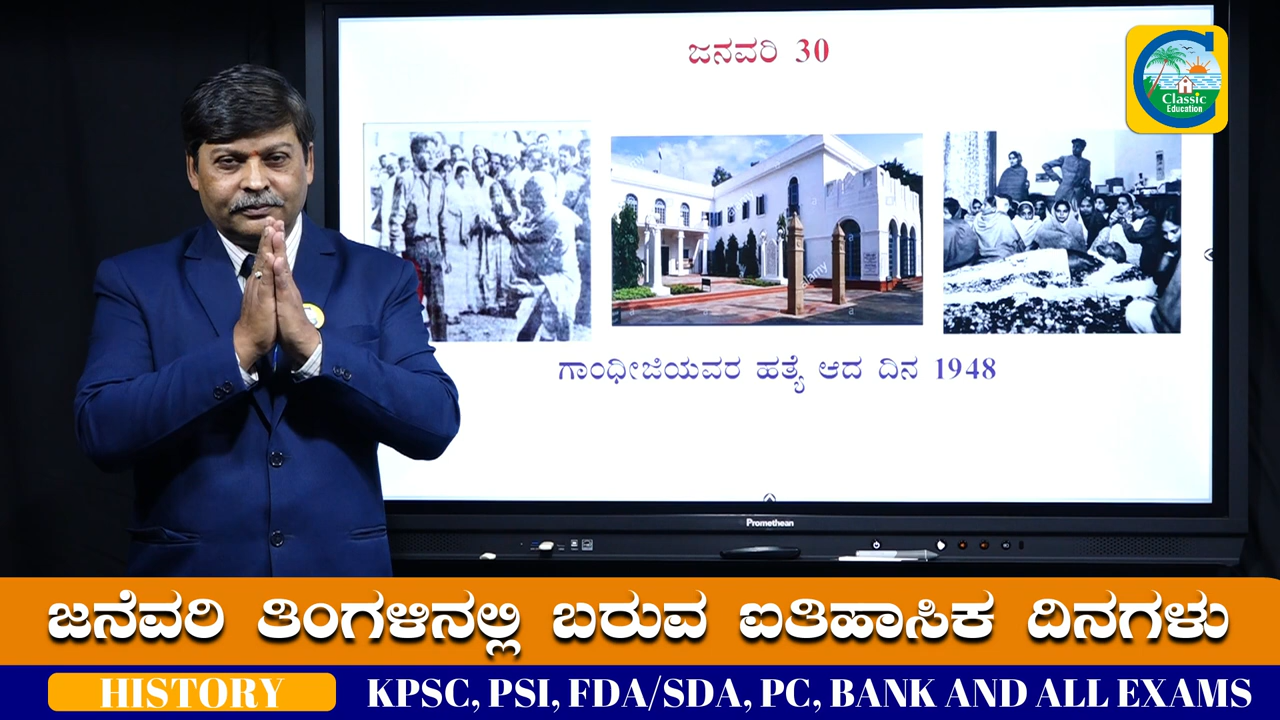 ಜನವರಿ 30
Classic
Education
ಗಾಂಧೀಜಿಯವರ ಹತ್ಯೆ ಆದ ದಿನ 1948
Promethean
ಜನೆವರಿ ತಿಂಗಳಿನಲ್ಲಿ ಬರುವ ಐತಿಹಾಸಿಕ ದಿನಗಳು
HISTORY
KPSC, PSI, FDA/SDA, PC, BANK AND ALL EXAMS